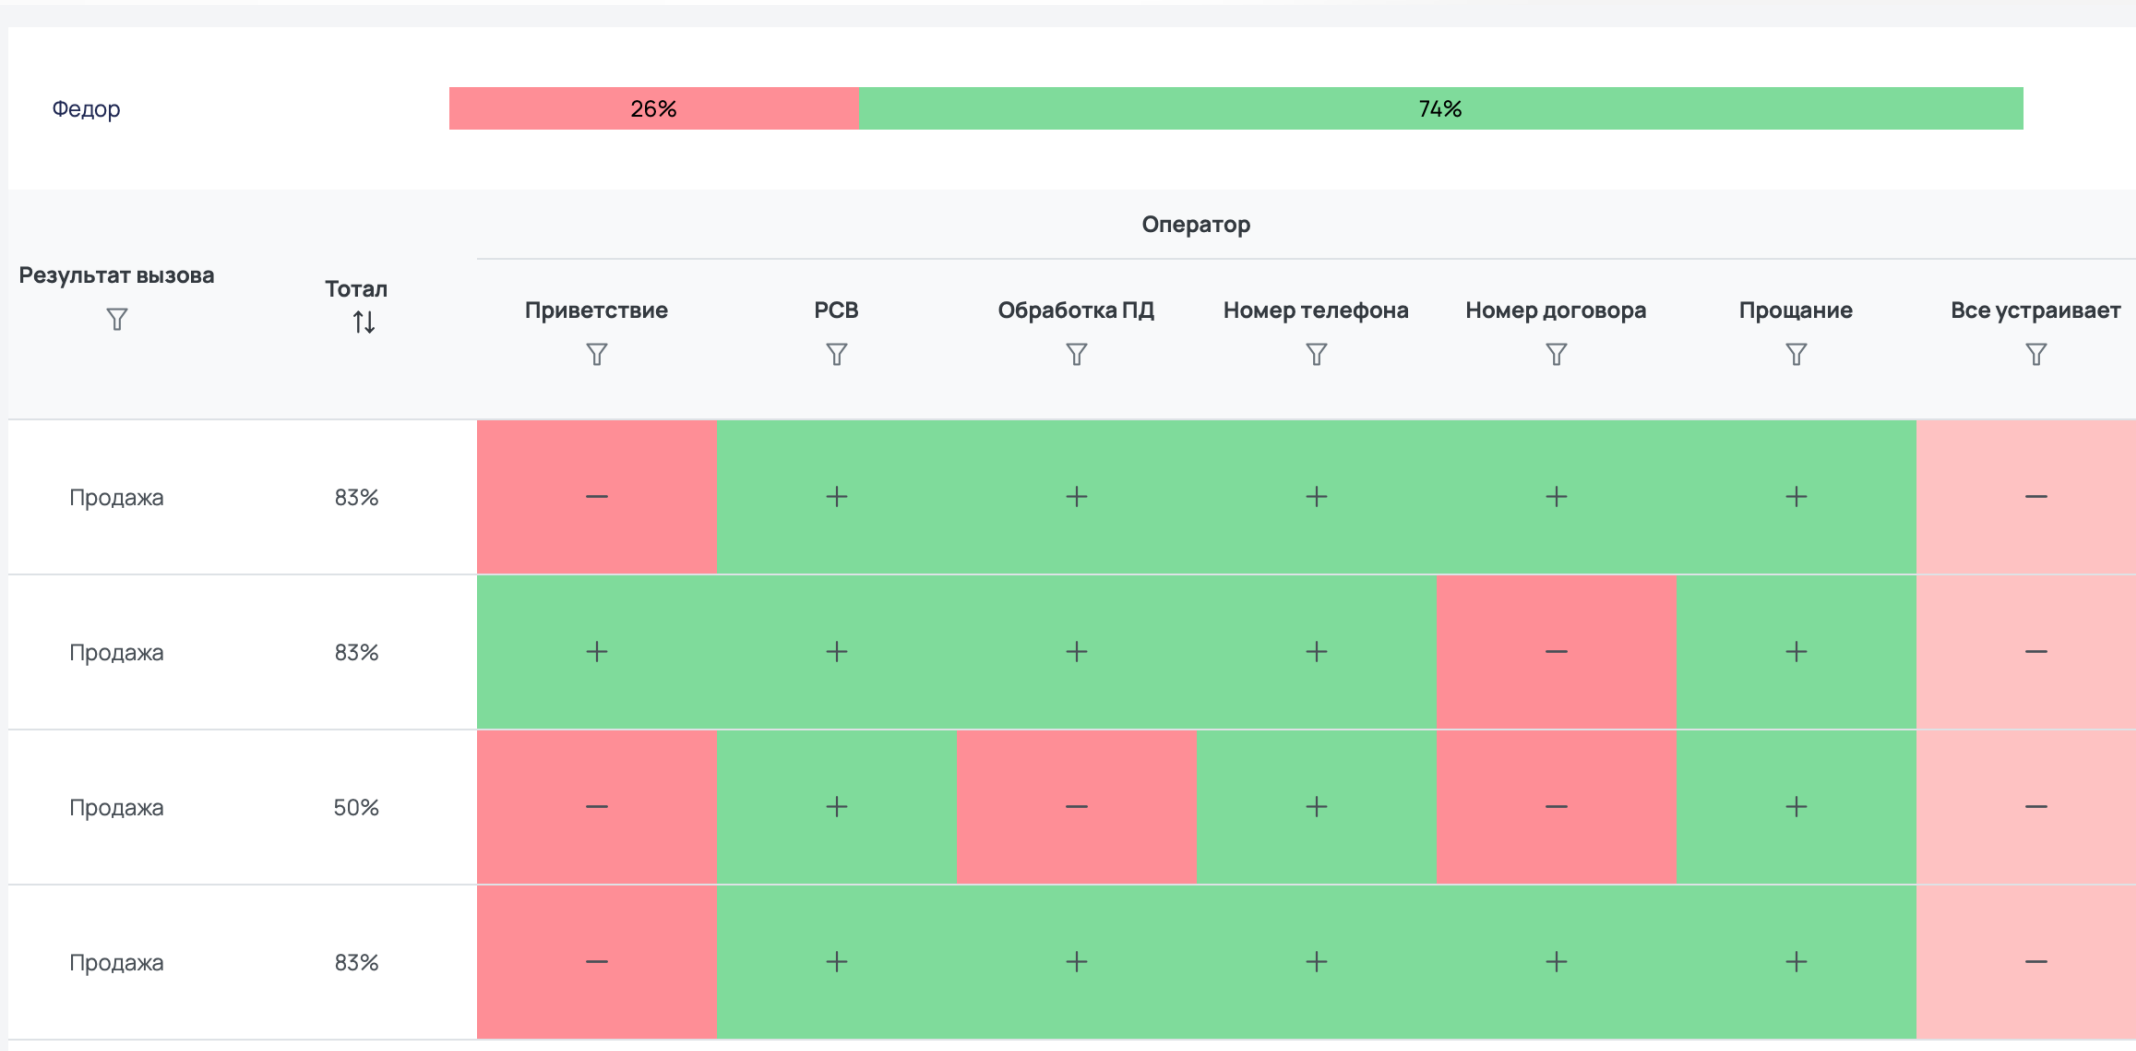 Федор
26%
74%
Оператор
Результат вызова
Тотал
Приветствие
РСВ
Обработка ПД
Номер телефона
Номер договора
Прощание
Все устраивает
Продажа 83% — + + + + + —
Продажа 83% + + + + — + —
Продажа 50% — + — + — + —
Продажа 83% — + + + + + —